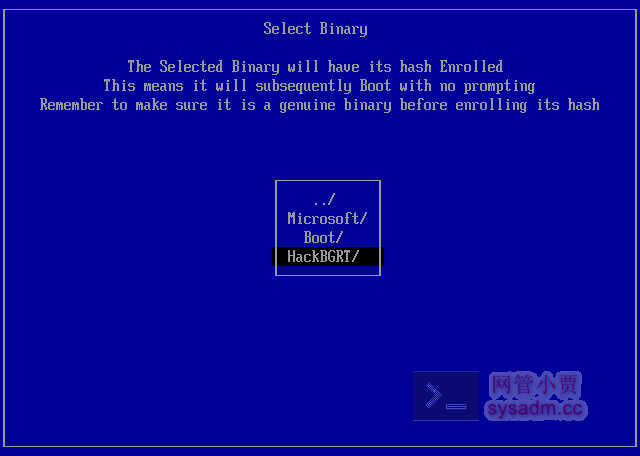 Select Binary
The Selected Binary will have its hash Enrolled
This means it will subsequently Boot with no prompting
Remember to make sure it is a genuine binary before enrolling its hash
../
Microsoft/
Boot/
HackBGRT/
>_
网管小贾
sysadm.cc